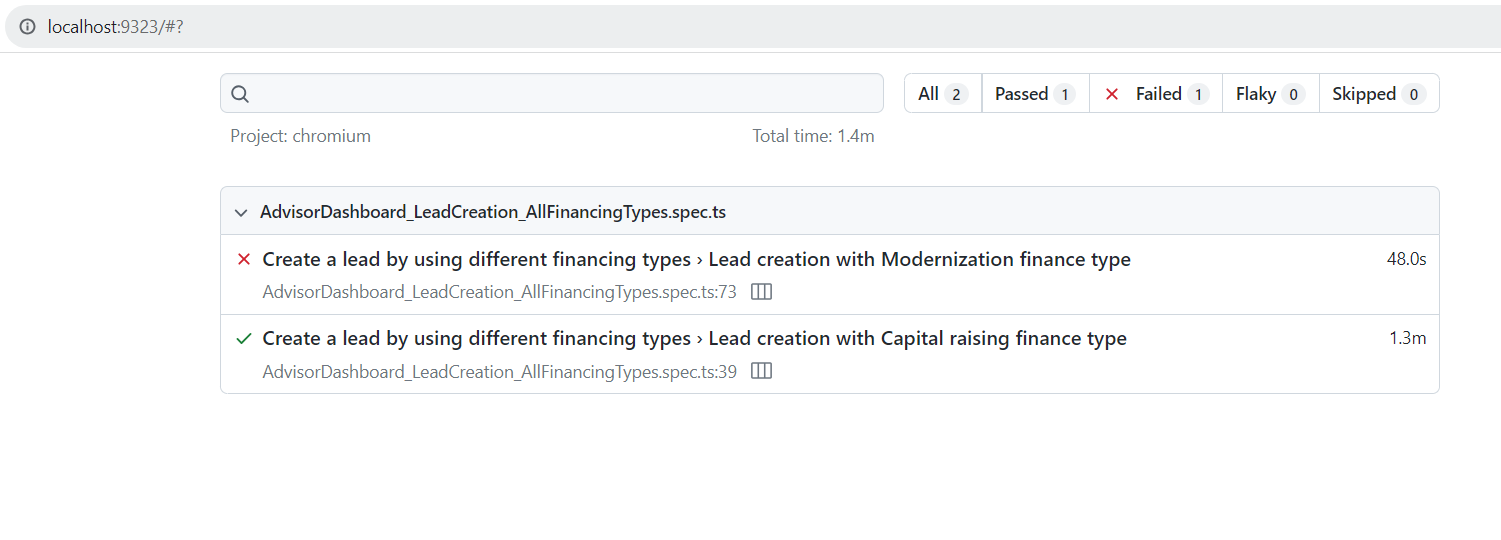 localhost:9323/#?
All 2 Passed 1 Failed 1 Flaky 0 Skipped 0
Project: chromium Total time: 1.4m
AdvisorDashboard_LeadCreation_AllFinancingTypes.spec.ts
Create a lead by using different financing types › Lead creation with Modernization finance type 48.0s
AdvisorDashboard_LeadCreation_AllFinancingTypes.spec.ts:73
Create a lead by using different financing types › Lead creation with Capital raising finance type 1.3m
AdvisorDashboard_LeadCreation_AllFinancingTypes.spec.ts:39